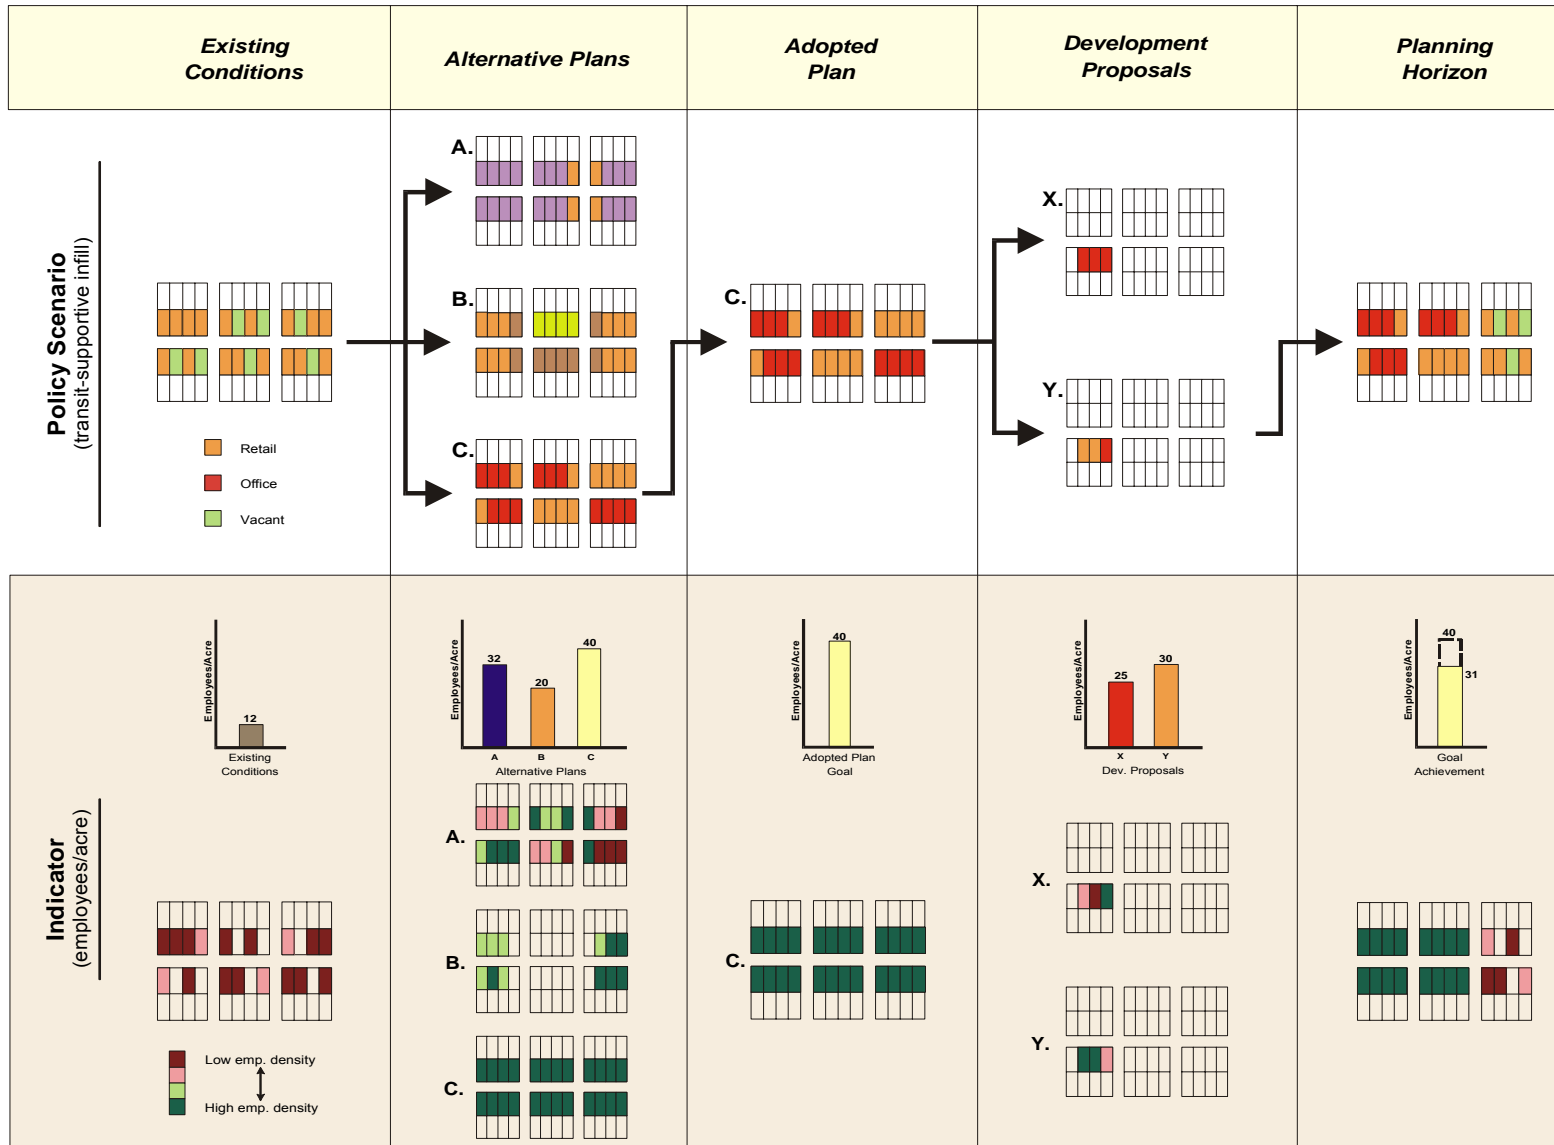 Existing
Conditions
Alternative Plans
Adopted
Plan
Development
Proposals
Planning
Horizon
Policy Scenario
(transit-supportive infill)
Retail
Office
Vacant
A.
B.
C.
C.
X.
Y.
Indicator
(employees/acre)
Employees/Acre
12
Existing
Conditions
Low emp. density
High emp. density
Employees/Acre
32
20
40
A B C
Alternative Plans
A.
B.
C.
Employees/Acre
40
Adopted Plan
Goal
C.
Employees/Acre
25
30
X Y
Dev. Proposals
X.
Y.
Employees/Acre
40
31
Goal
Achievement